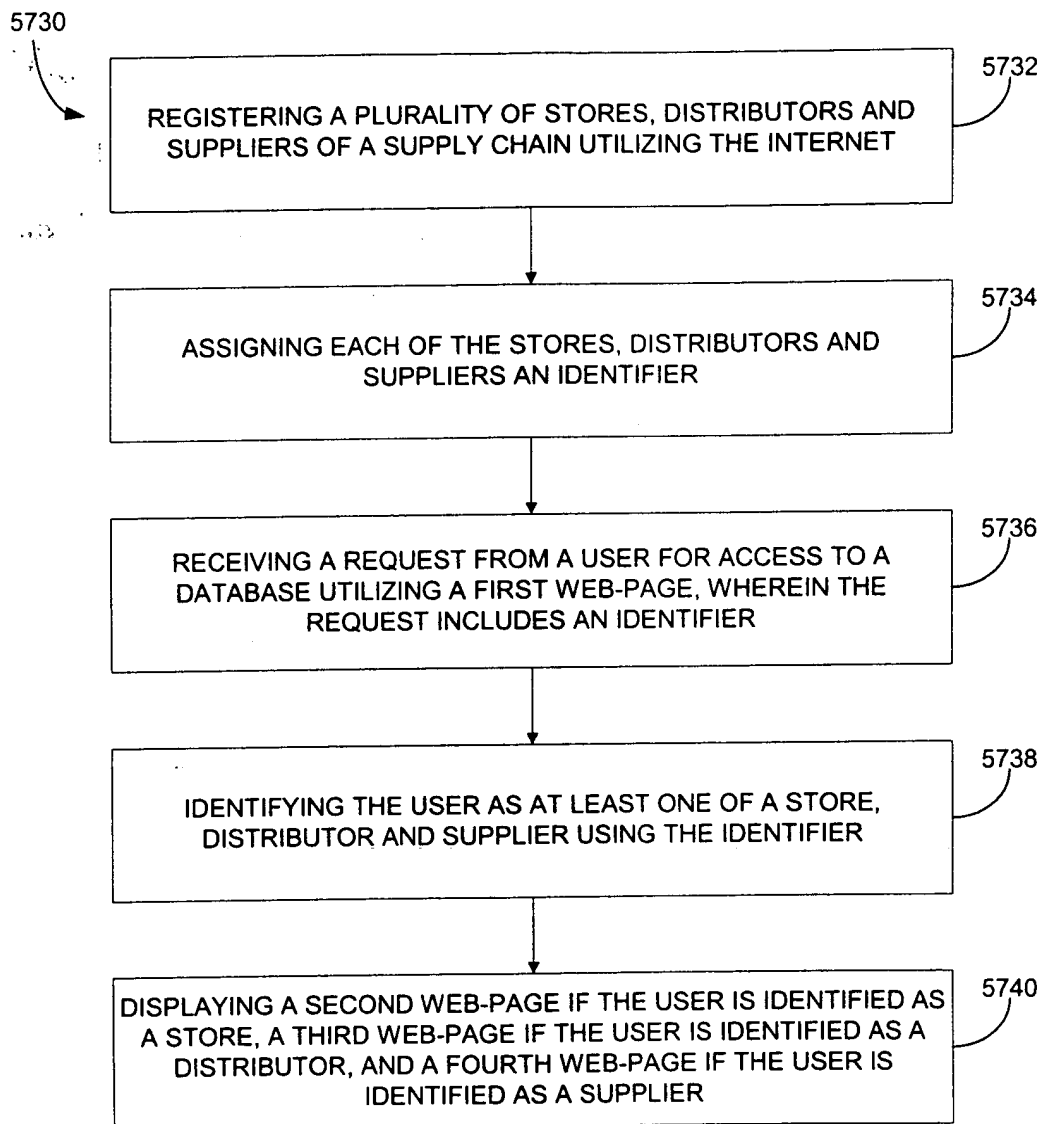 5730
5732
REGISTERING A PLURALITY OF STORES, DISTRIBUTORS AND
SUPPLIERS OF A SUPPLY CHAIN UTILIZING THE INTERNET
5734
ASSIGNING EACH OF THE STORES, DISTRIBUTORS AND
SUPPLIERS AN IDENTIFIER
5736
RECEIVING A REQUEST FROM A USER FOR ACCESS TO A
DATABASE UTILIZING A FIRST WEB-PAGE, WHEREIN THE
REQUEST INCLUDES AN IDENTIFIER
5738
IDENTIFYING THE USER AS AT LEAST ONE OF A STORE,
DISTRIBUTOR AND SUPPLIER USING THE IDENTIFIER
5740
DISPLAYING A SECOND WEB-PAGE IF THE USER IS IDENTIFIED AS
A STORE, A THIRD WEB-PAGE IF THE USER IS IDENTIFIED AS A
DISTRIBUTOR, AND A FOURTH WEB-PAGE IF THE USER IS
IDENTIFIED AS A SUPPLIER